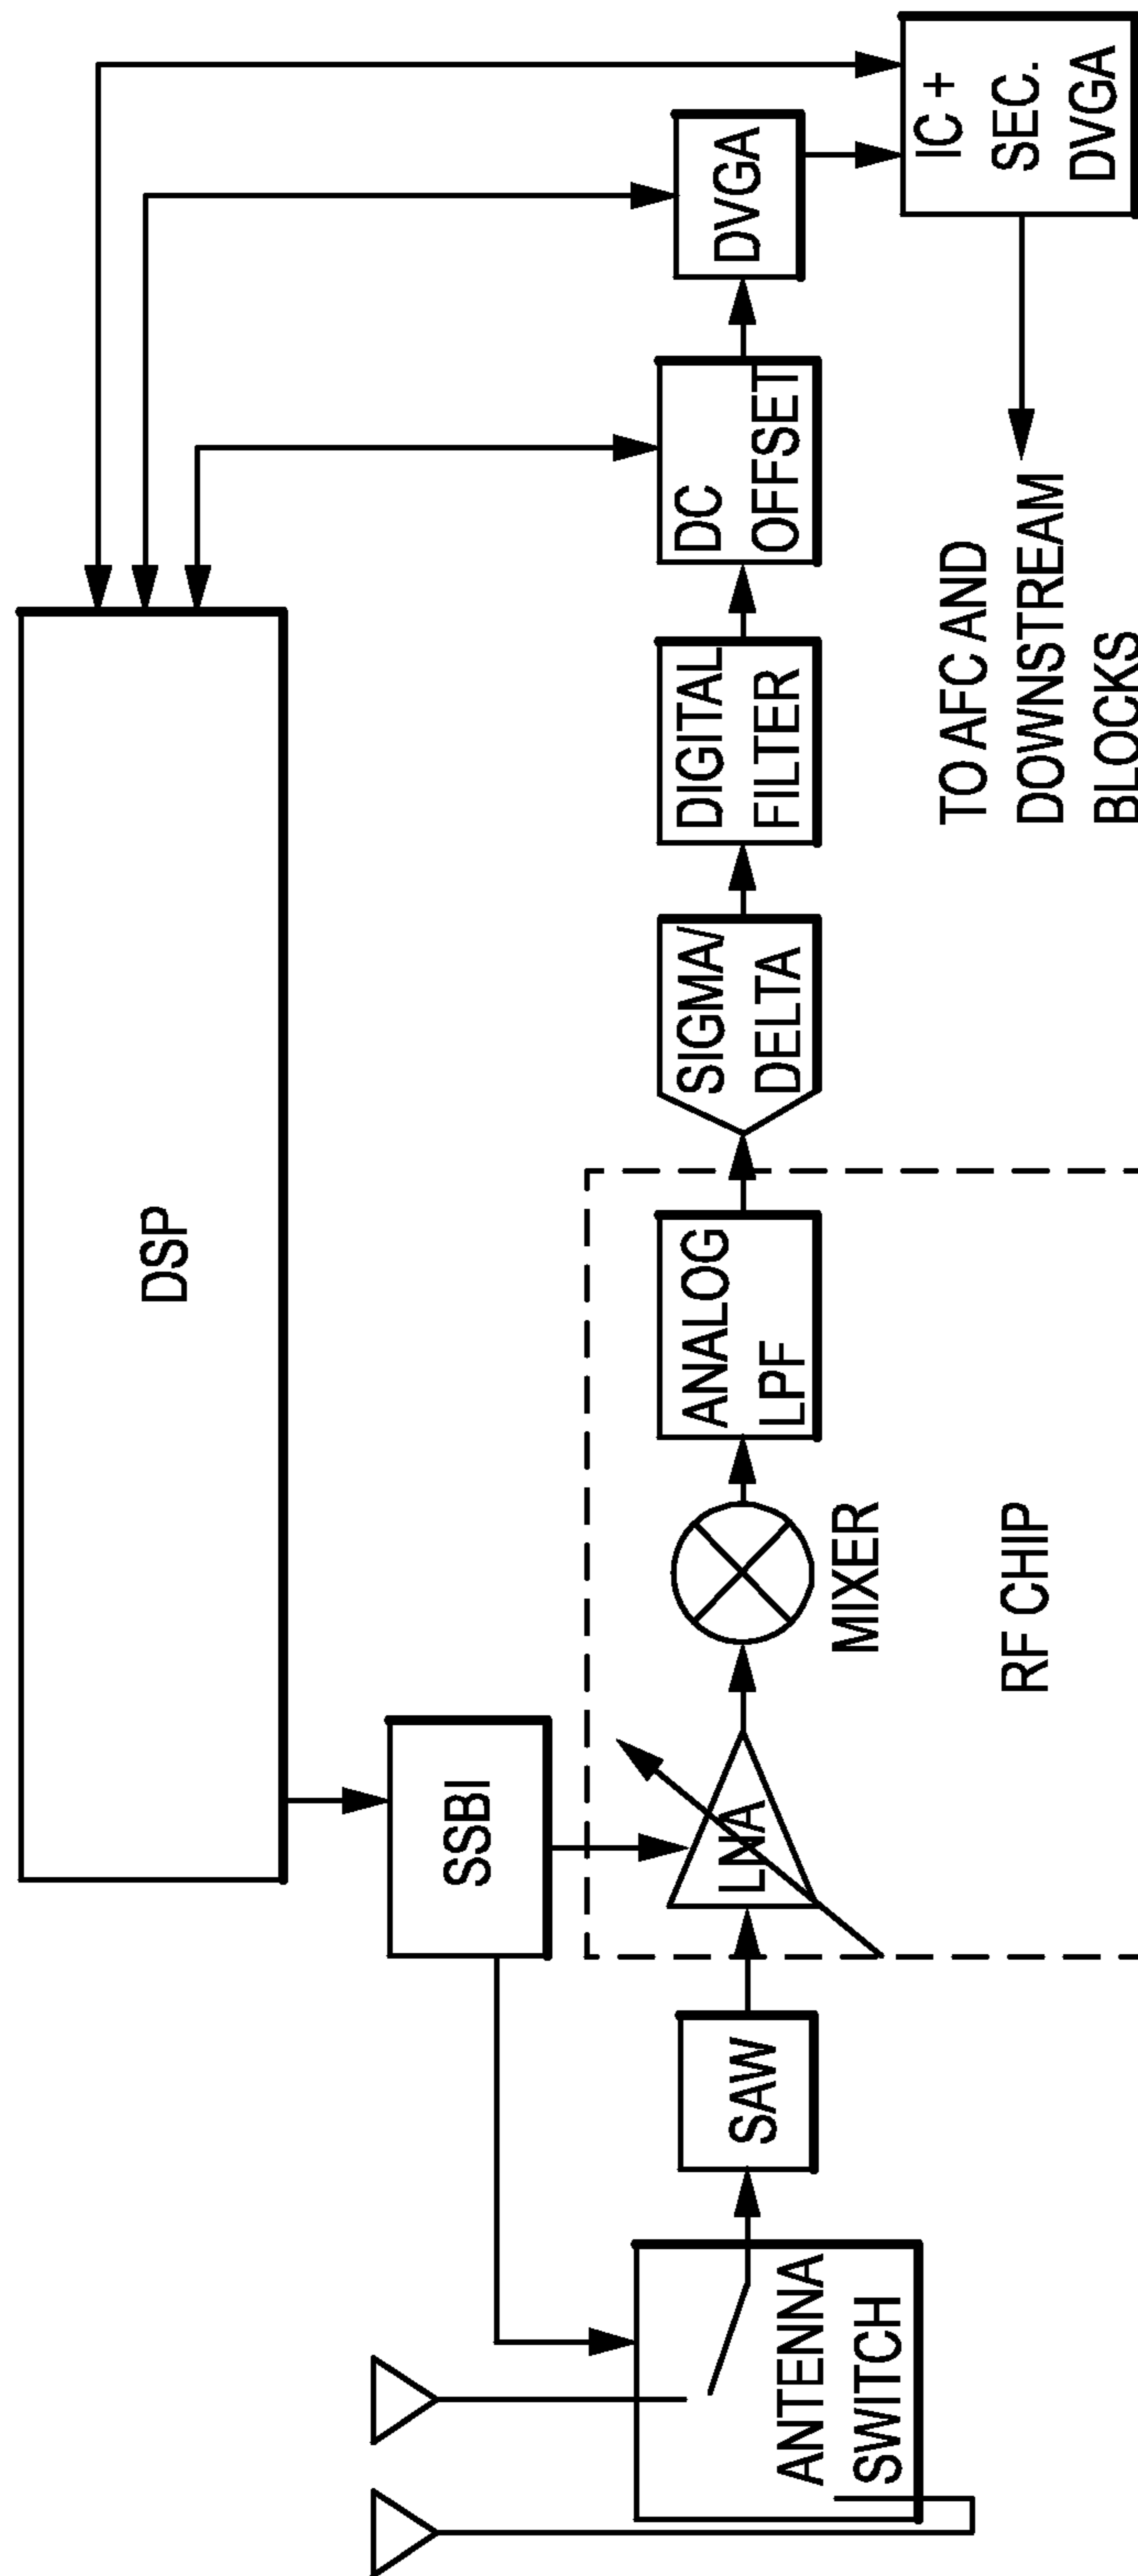 DSP
SSBI
ANTENNA
SWITCH
SAW
LNA
MIXER
ANALOG
LPF
RF CHIP
SIGMA/
DELTA
DIGITAL
FILTER
DC
OFFSET
DVGA
IC +
SEC.
DVGA
TO AFC AND
DOWNSTREAM
BLOCKS